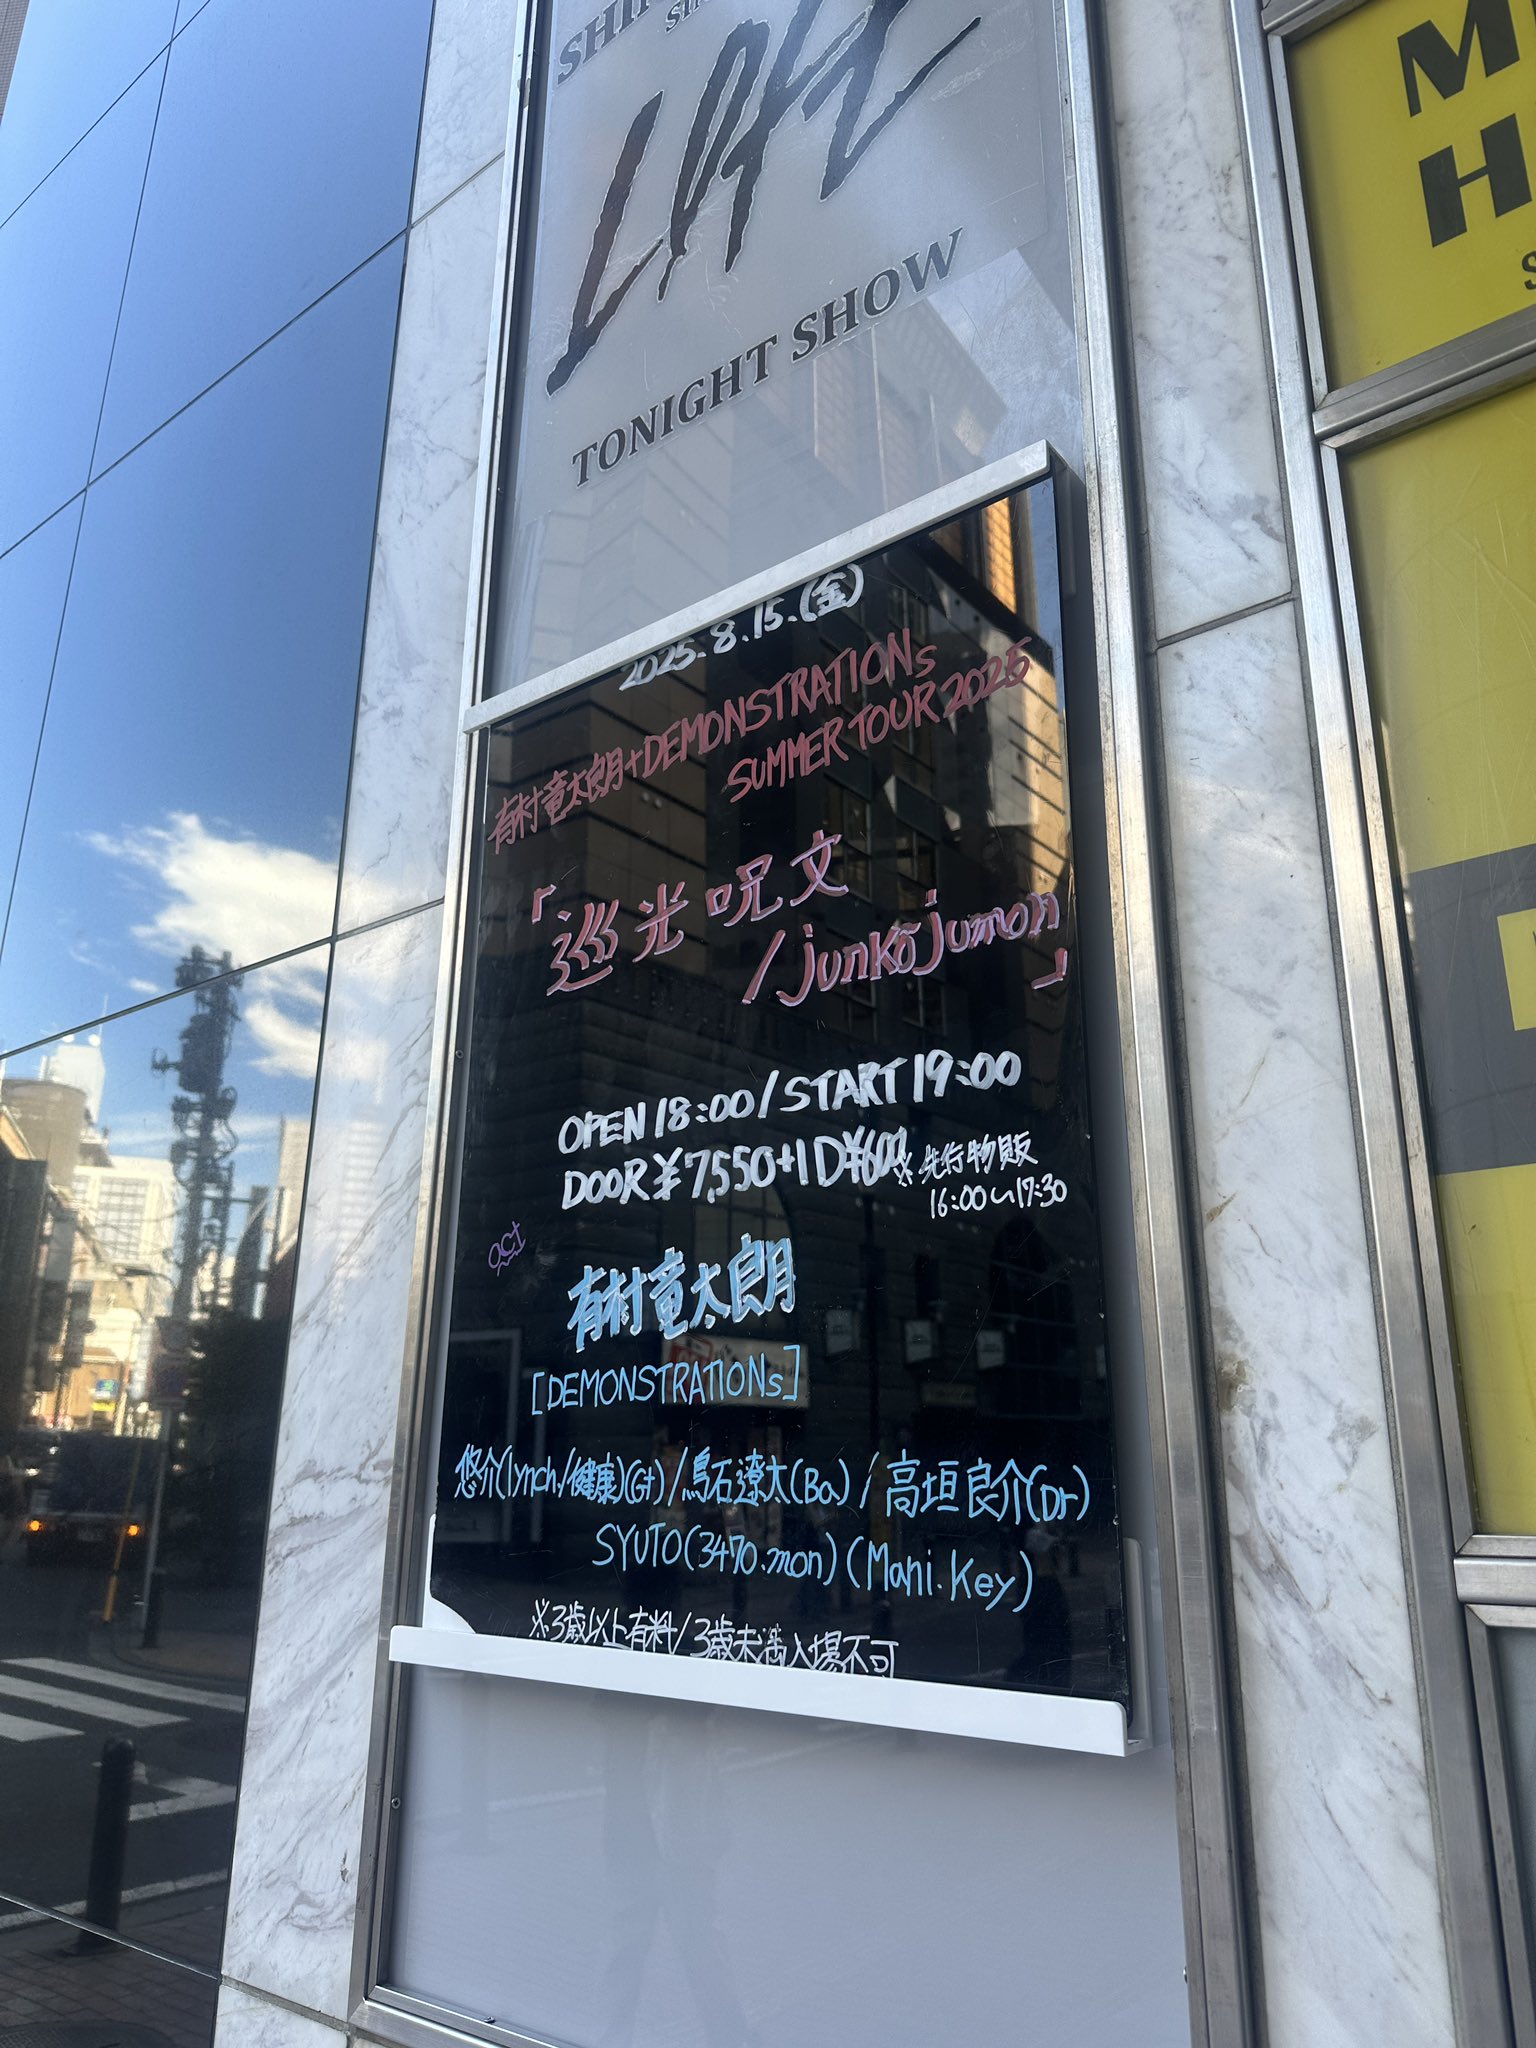 LOFT
TONIGHT SHOW
2025.8.15.(金)
有村竜太朗+DEMONSTRATIONs
SUMMER TOUR 2025
「巡光呪文
/junkōjumon」
OPEN 18:00/START 19:00
DOOR ¥7,550+1D¥600
※先行物販
16:00〜17:30
ACT
有村竜太朗
[DEMONSTRATIONs]
悠介(lynch./健康)(Gt)/鳥石遼太(Ba)/高垣良介(Dr)
SYUTO(3470.mon)(Mani.Key)
※3歳以上有料/3歳未満入場不可